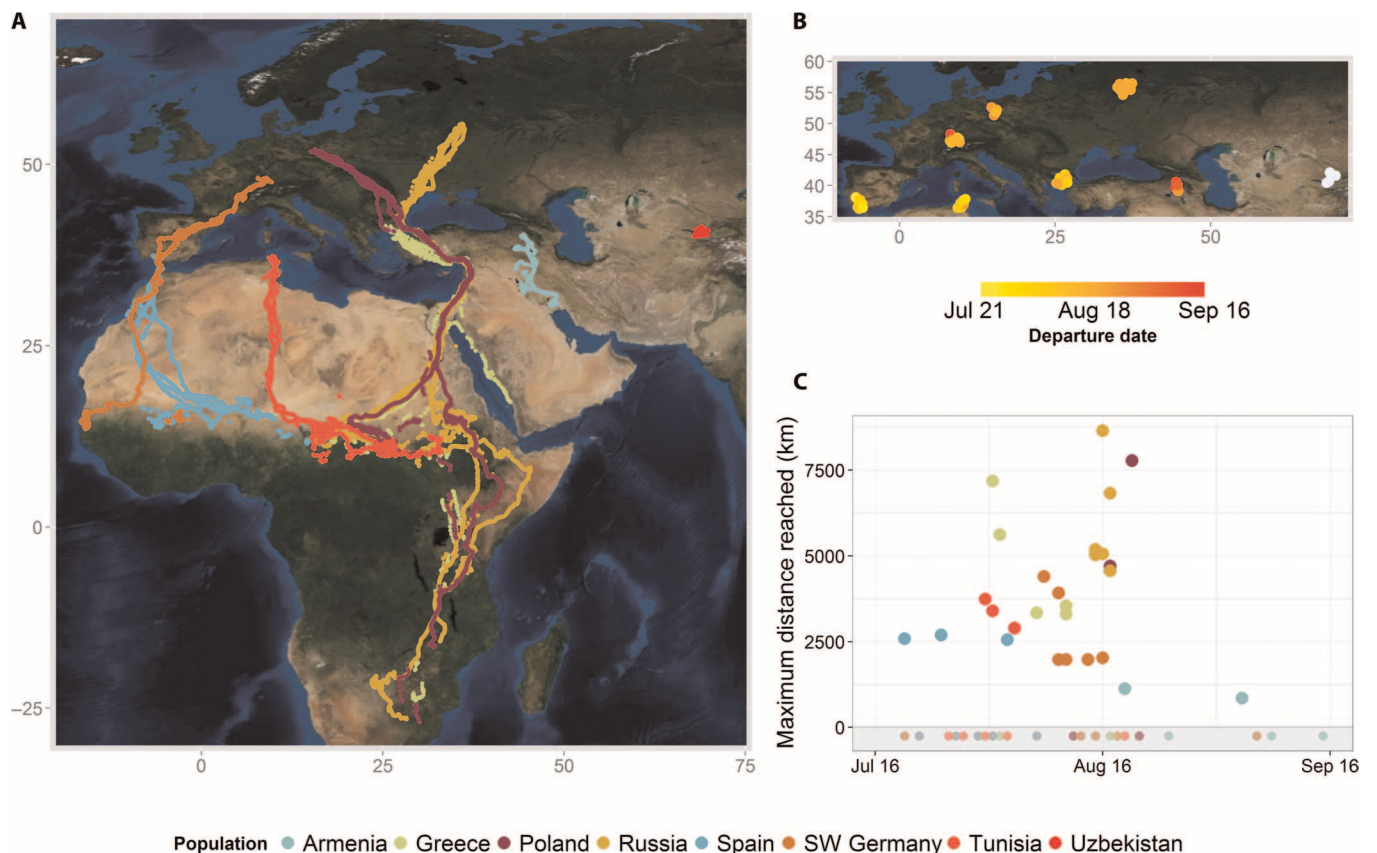 A
50
25
0
−25
0
25
50
75
B
60
55
50
45
40
35
0
25
50
Jul 21
Aug 18
Sep 16
Departure date
C
Maximum distance reached (km)
7500
5000
2500
0
Jul 16
Aug 16
Sep 16
Population Armenia Greece Poland Russia Spain SW Germany Tunisia Uzbekistan